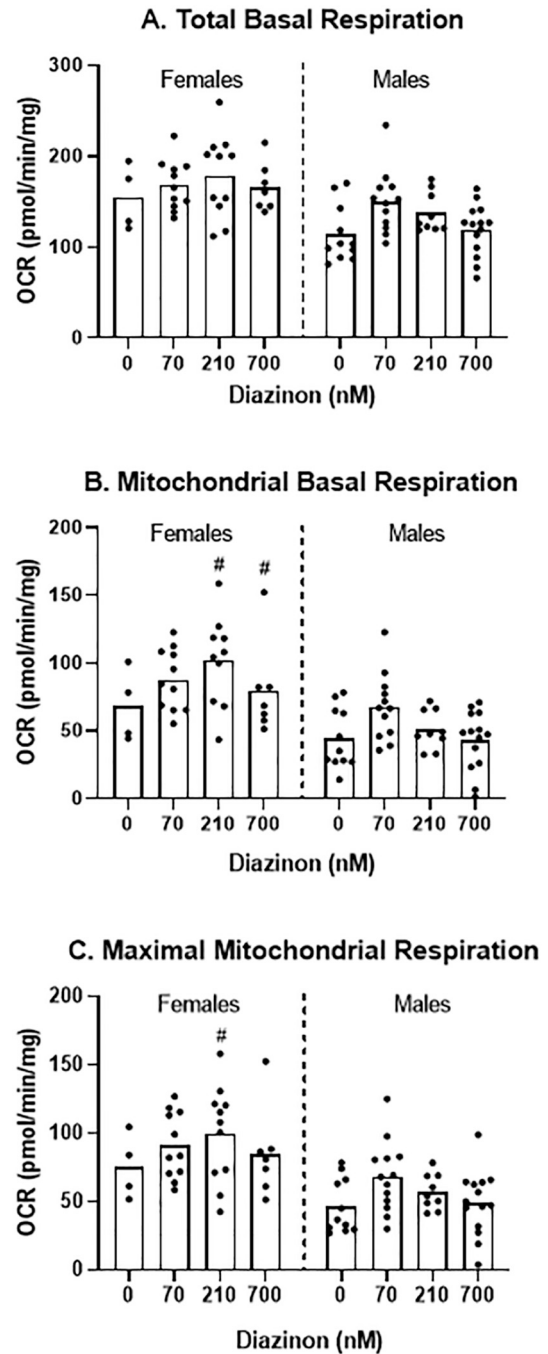 A. Total Basal Respiration
Females Males
OCR (pmol/min/mg)
300
200
100
0
0 70 210 700 0 70 210 700
Diazinon (nM)
B. Mitochondrial Basal Respiration
Females Males
# #
OCR (pmol/min/mg)
200
150
100
50
0
0 70 210 700 0 70 210 700
Diazinon (nM)
C. Maximal Mitochondrial Respiration
Females Males
#
OCR (pmol/min/mg)
200
150
100
50
0
0 70 210 700 0 70 210 700
Diazinon (nM)